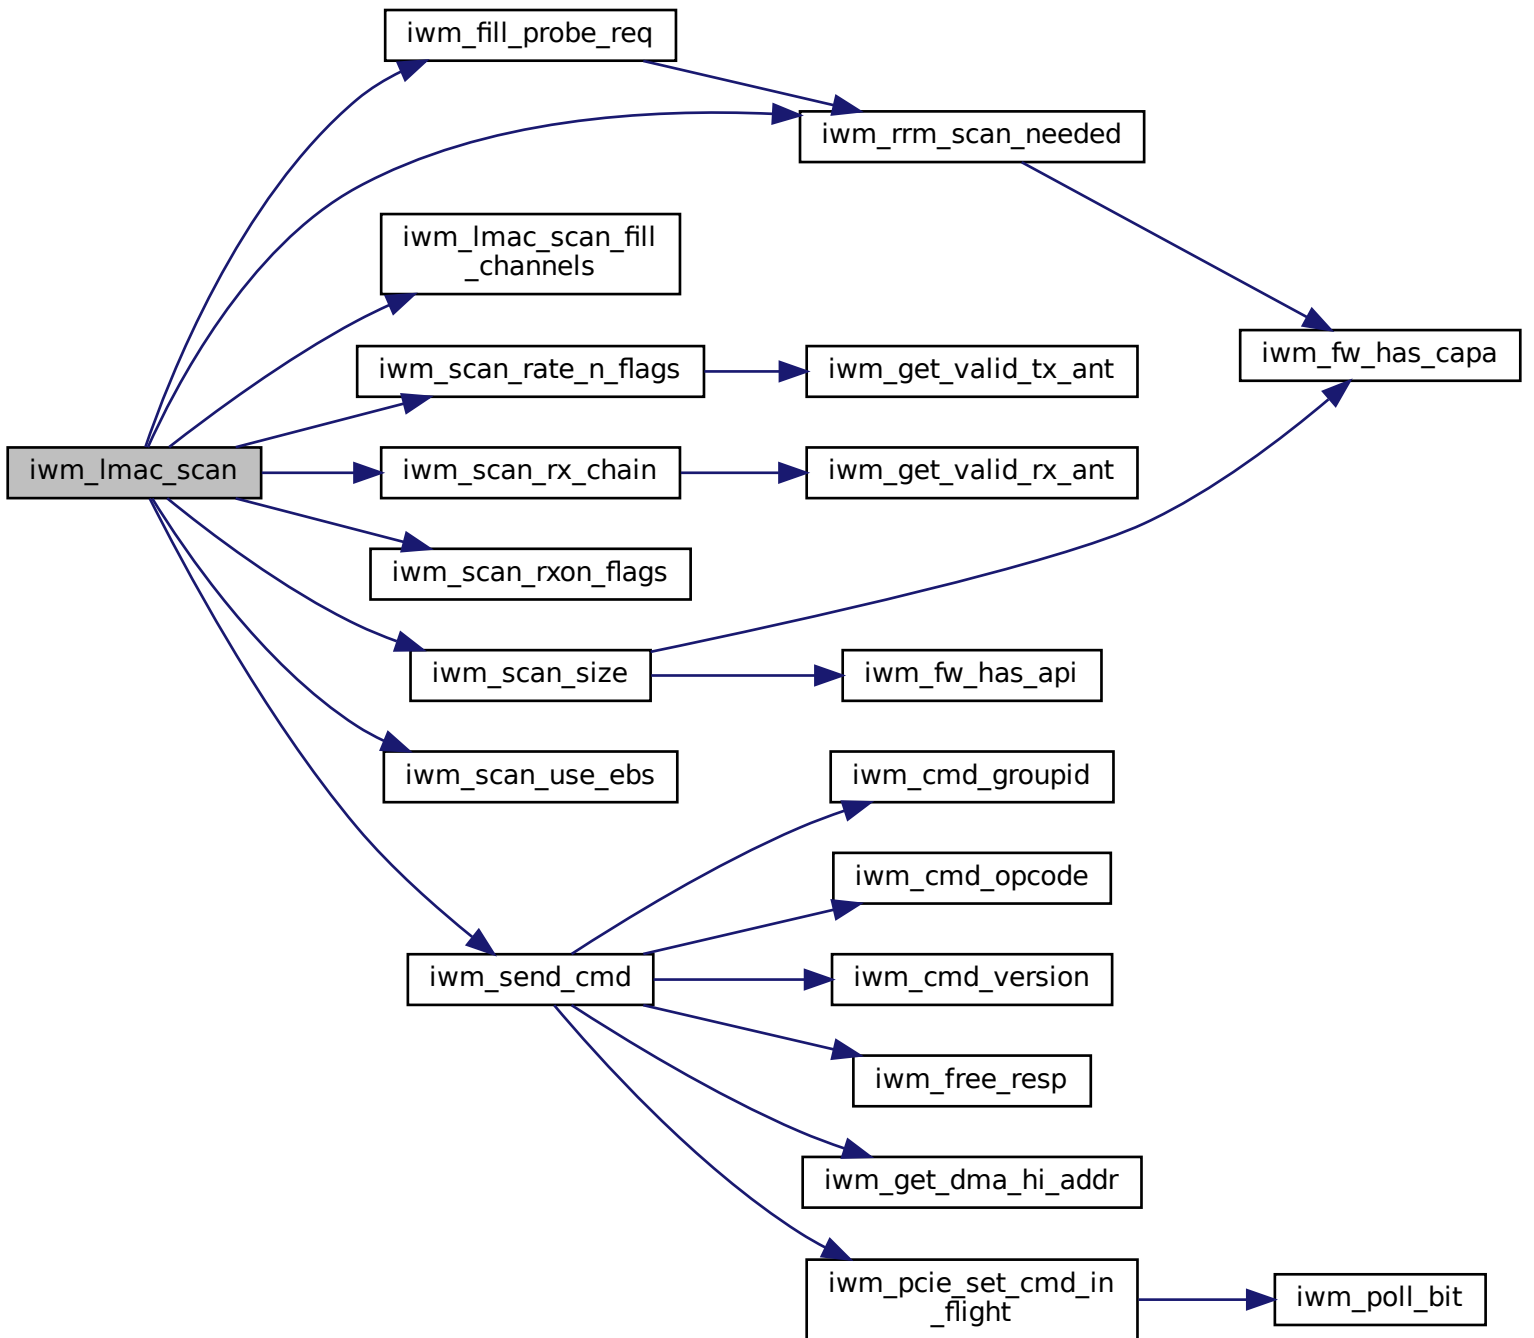 iwm_fill_probe_req
iwm_rrm_scan_needed
iwm_lmac_scan_fill
_channels
iwm_fw_has_capa
iwm_scan_rate_n_flags
iwm_get_valid_tx_ant
iwm_lmac_scan
iwm_scan_rx_chain
iwm_get_valid_rx_ant
iwm_scan_rxon_flags
iwm_scan_size
iwm_fw_has_api
iwm_scan_use_ebs
iwm_cmd_groupid
iwm_cmd_opcode
iwm_send_cmd
iwm_cmd_version
iwm_free_resp
iwm_get_dma_hi_addr
iwm_pcie_set_cmd_in
_flight
iwm_poll_bit